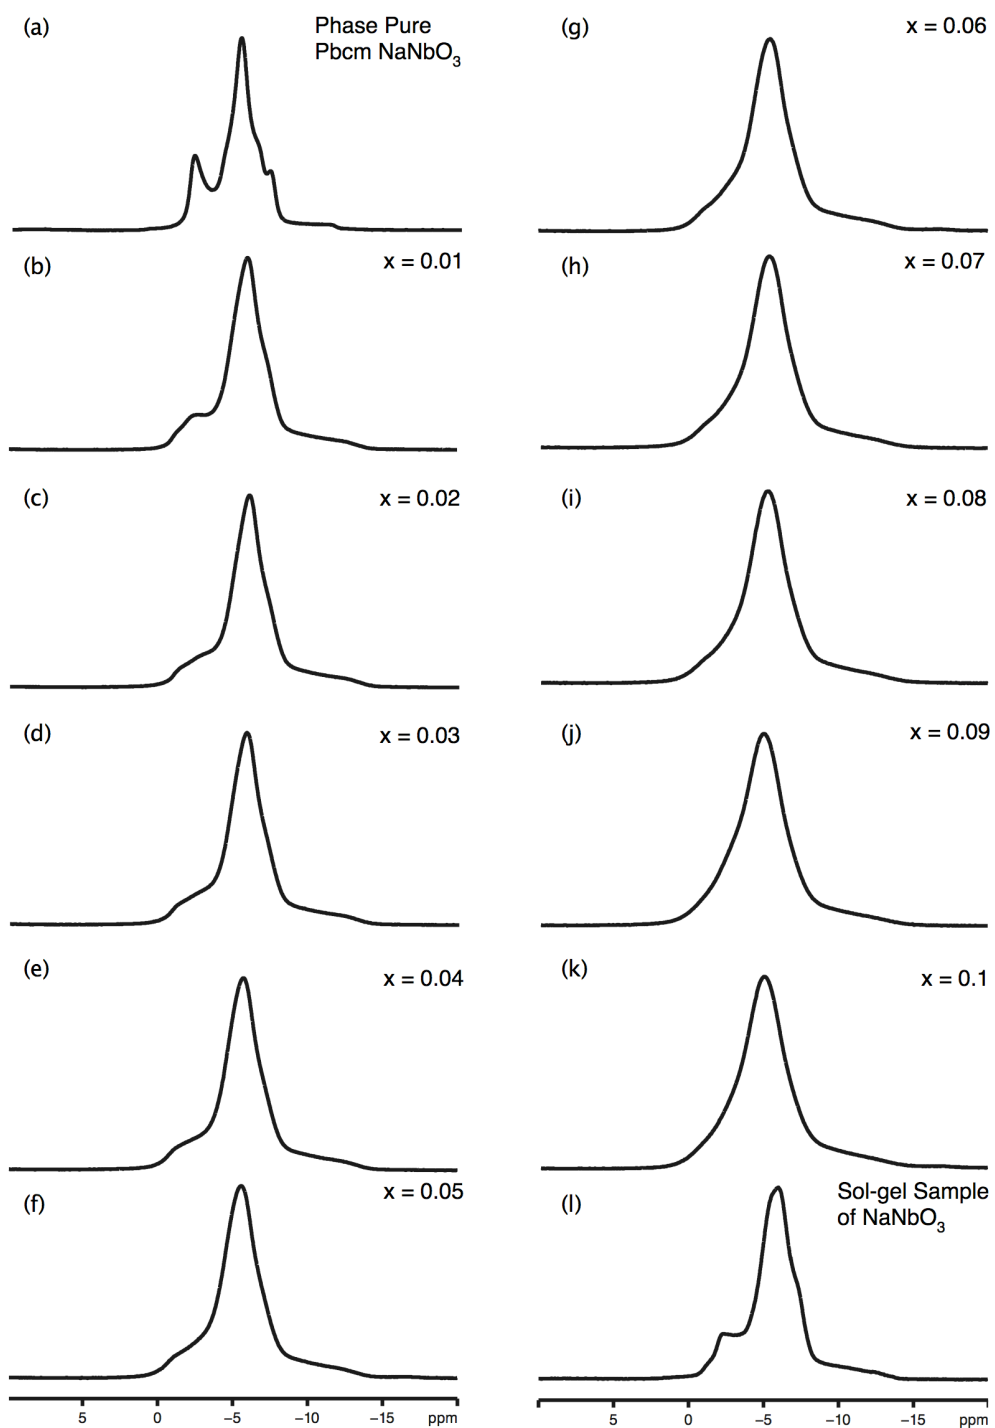 (a)
Phase Pure
Pbcm NaNbO₃
(b)
x = 0.01
(c)
x = 0.02
(d)
x = 0.03
(e)
x = 0.04
(f)
x = 0.05
5 0 −5 −10 −15 ppm
(g)
x = 0.06
(h)
x = 0.07
(i)
x = 0.08
(j)
x = 0.09
(k)
x = 0.1
(l)
Sol-gel Sample
of NaNbO₃
5 0 −5 −10 −15 ppm